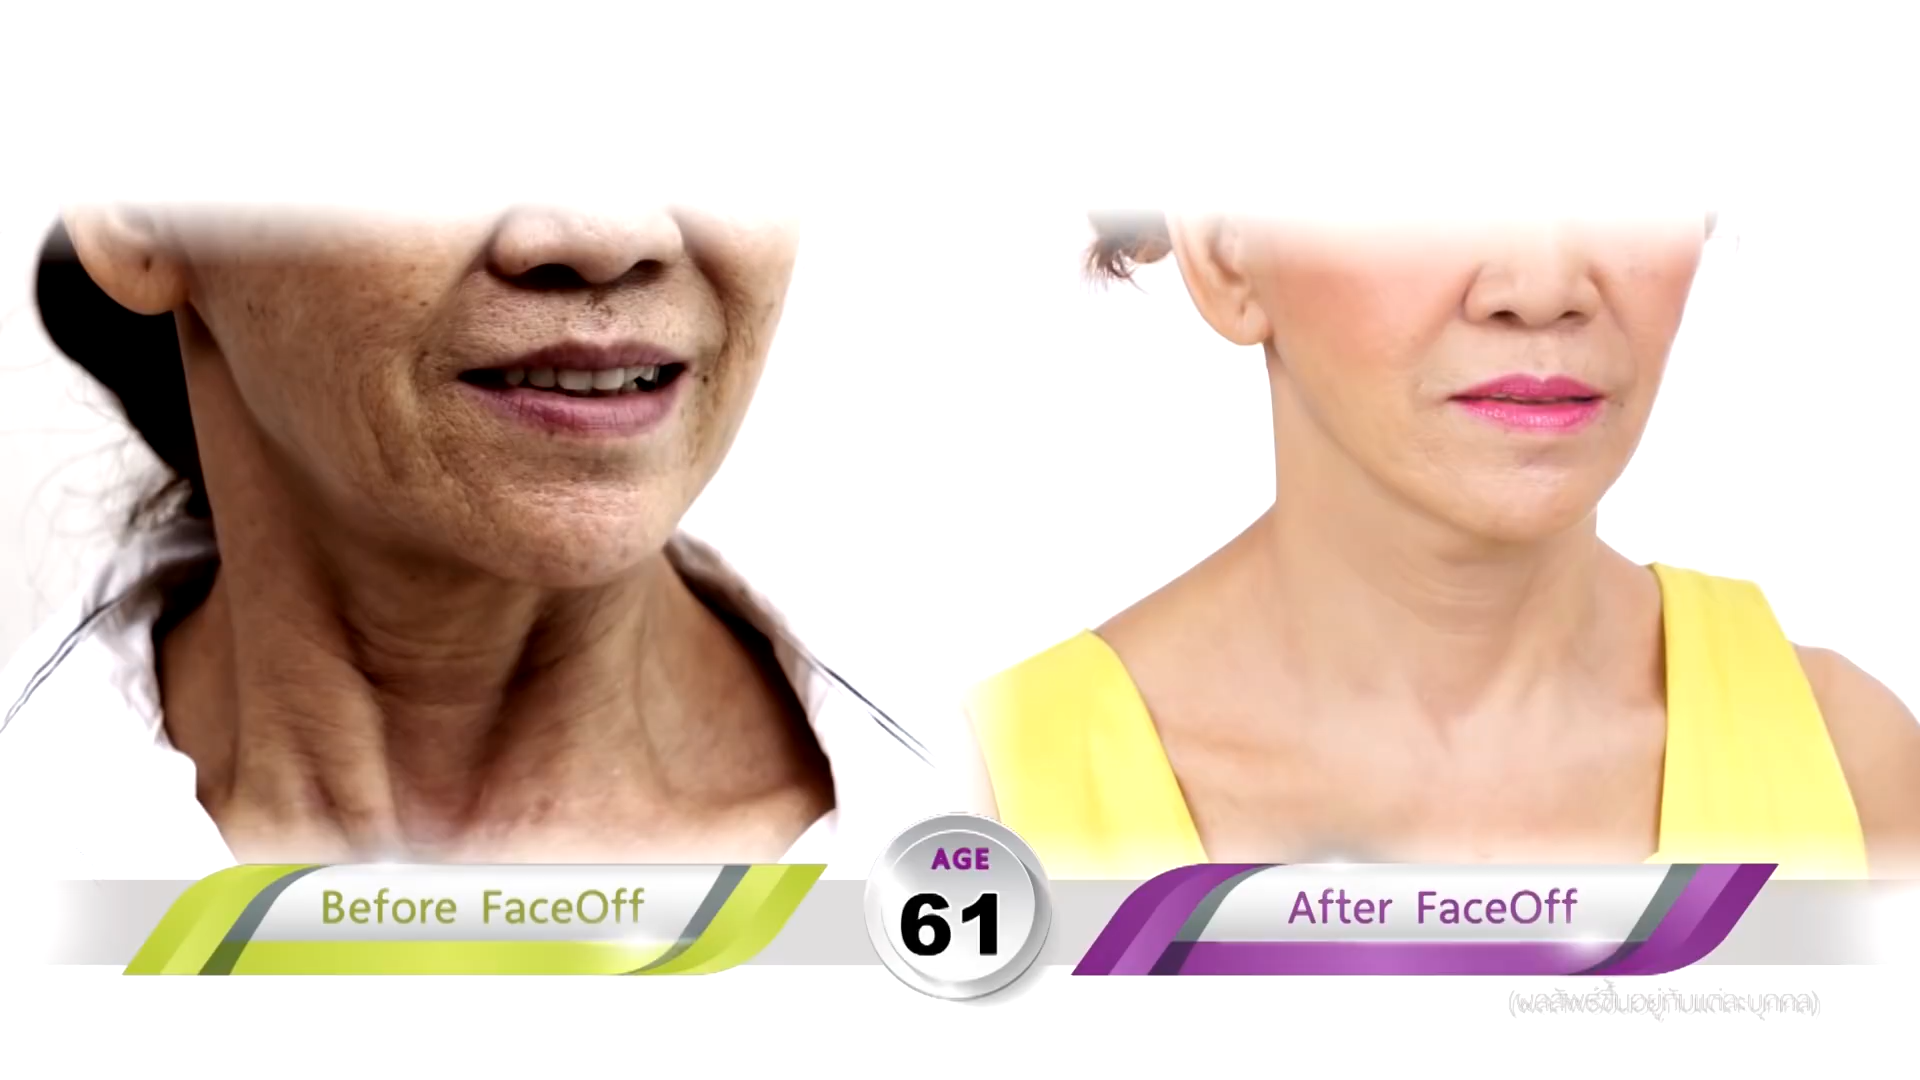 Before FaceOff
AGE
61
After FaceOff
(ผลลัพธ์ขึ้นอยู่กับแต่ละบุคคล)